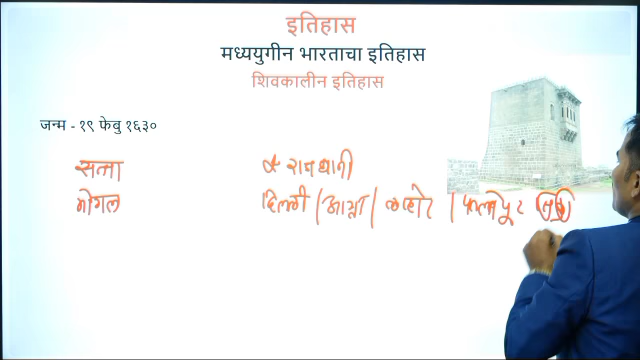 इतिहास
मध्ययुगीन भारताचा इतिहास
शिवकालीन इतिहास
जन्म - १९ फेबु १६३०
सत्ता राजधानी
मोगल दिल्ली / आग्रा / लाहोर / फत्तेपूर